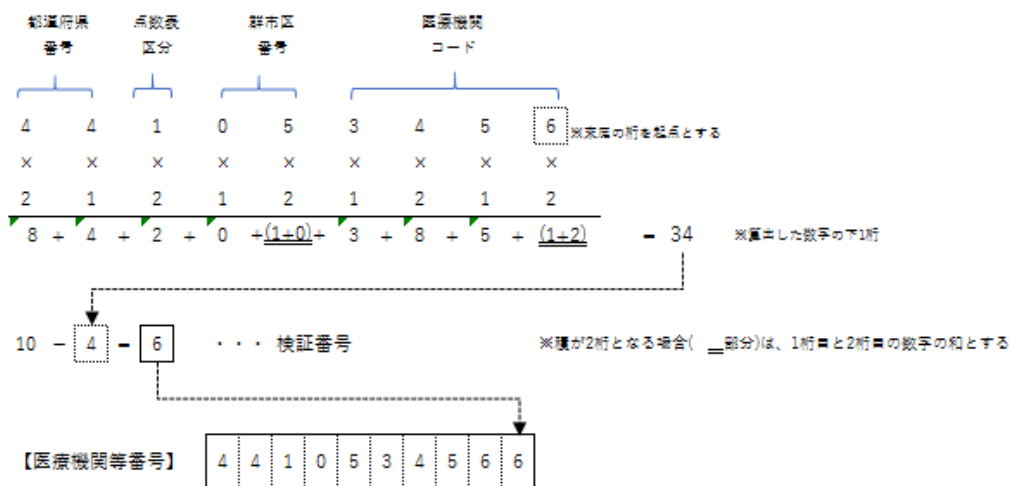 都道府県 点数表 群市区 医療機関
番号 区分 番号 コード
4 4 1 0 5 3 4 5 6 ※末尾の桁を起点とする
× × × × × × × × ×
2 1 2 1 2 1 2 1 2
8 + 4 + 2 + 0 +(1+0)+ 3 + 8 + 5 + (1+2) = 34 ※算出した数字の下1桁
10 − 4 = 6 ・・・ 検証番号 ※積が2桁となる場合( __部分)は、1桁目と2桁目の数字の和とする
【医療機関等番号】 4 4 1 0 5 3 4 5 6 6